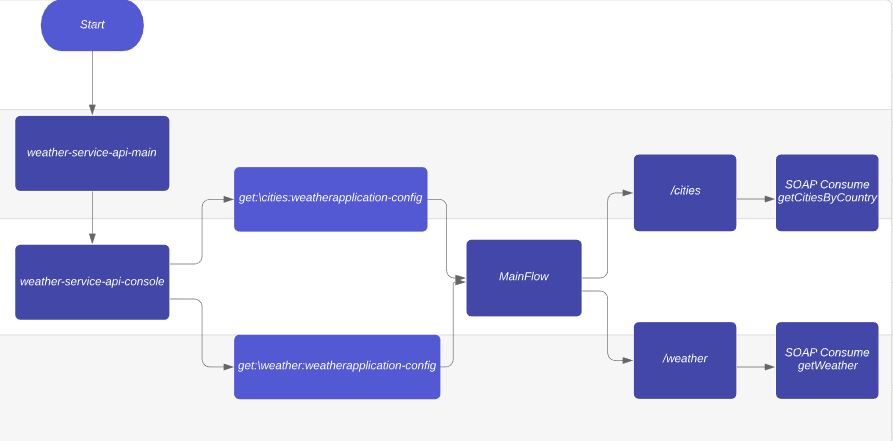 Start
weather-service-api-main
weather-service-api-console
get:\cities:weatherapplication-config
get:\weather:weatherapplication-config
MainFlow
/cities
SOAP Consume
getCitiesByCountry
/weather
SOAP Consume
getWeather